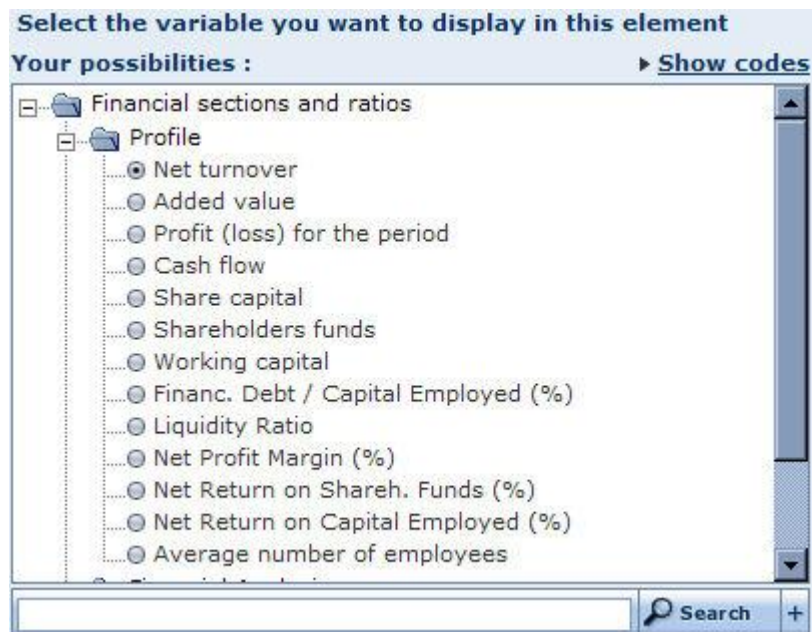 Select the variable you want to display in this element
Your possibilities : Show codes
Financial sections and ratios
Profile
Net turnover
Added value
Profit (loss) for the period
Cash flow
Share capital
Shareholders funds
Working capital
Financ. Debt / Capital Employed (%)
Liquidity Ratio
Net Profit Margin (%)
Net Return on Shareh. Funds (%)
Net Return on Capital Employed (%)
Average number of employees
Search +